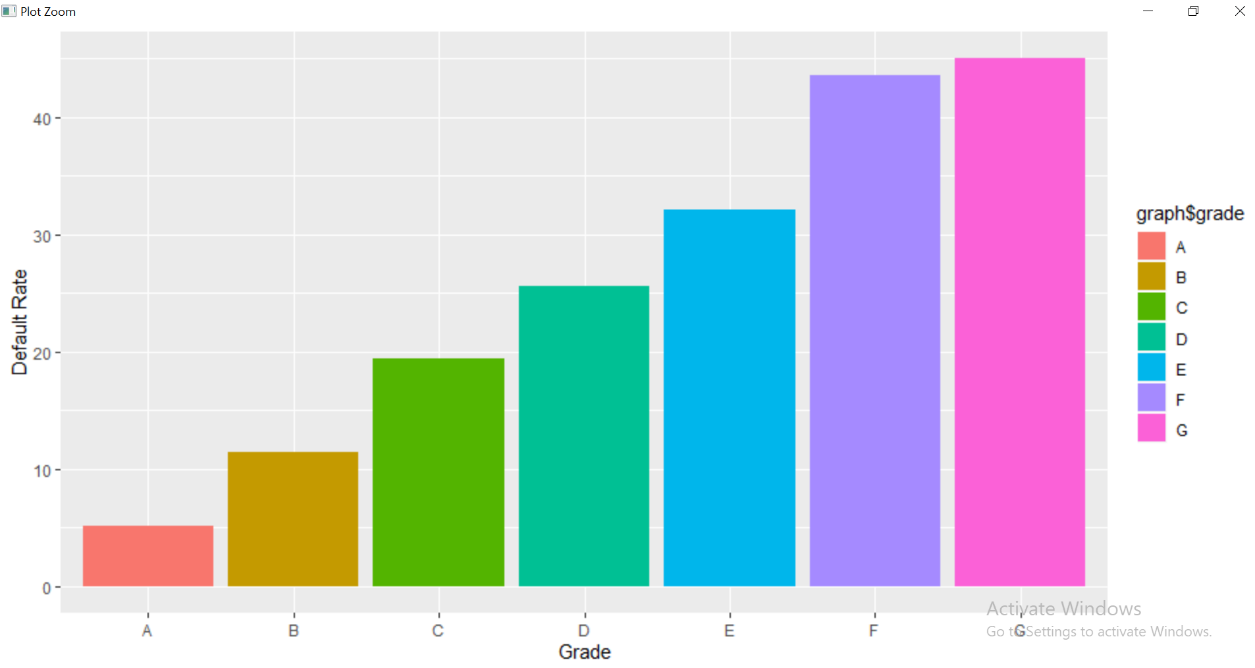 Plot Zoom
40
30
20
10
0
Default Rate
A B C D E F G
Grade
graph$grade
A
B
C
D
E
F
G
Activate Windows
Go to Settings to activate Windows.